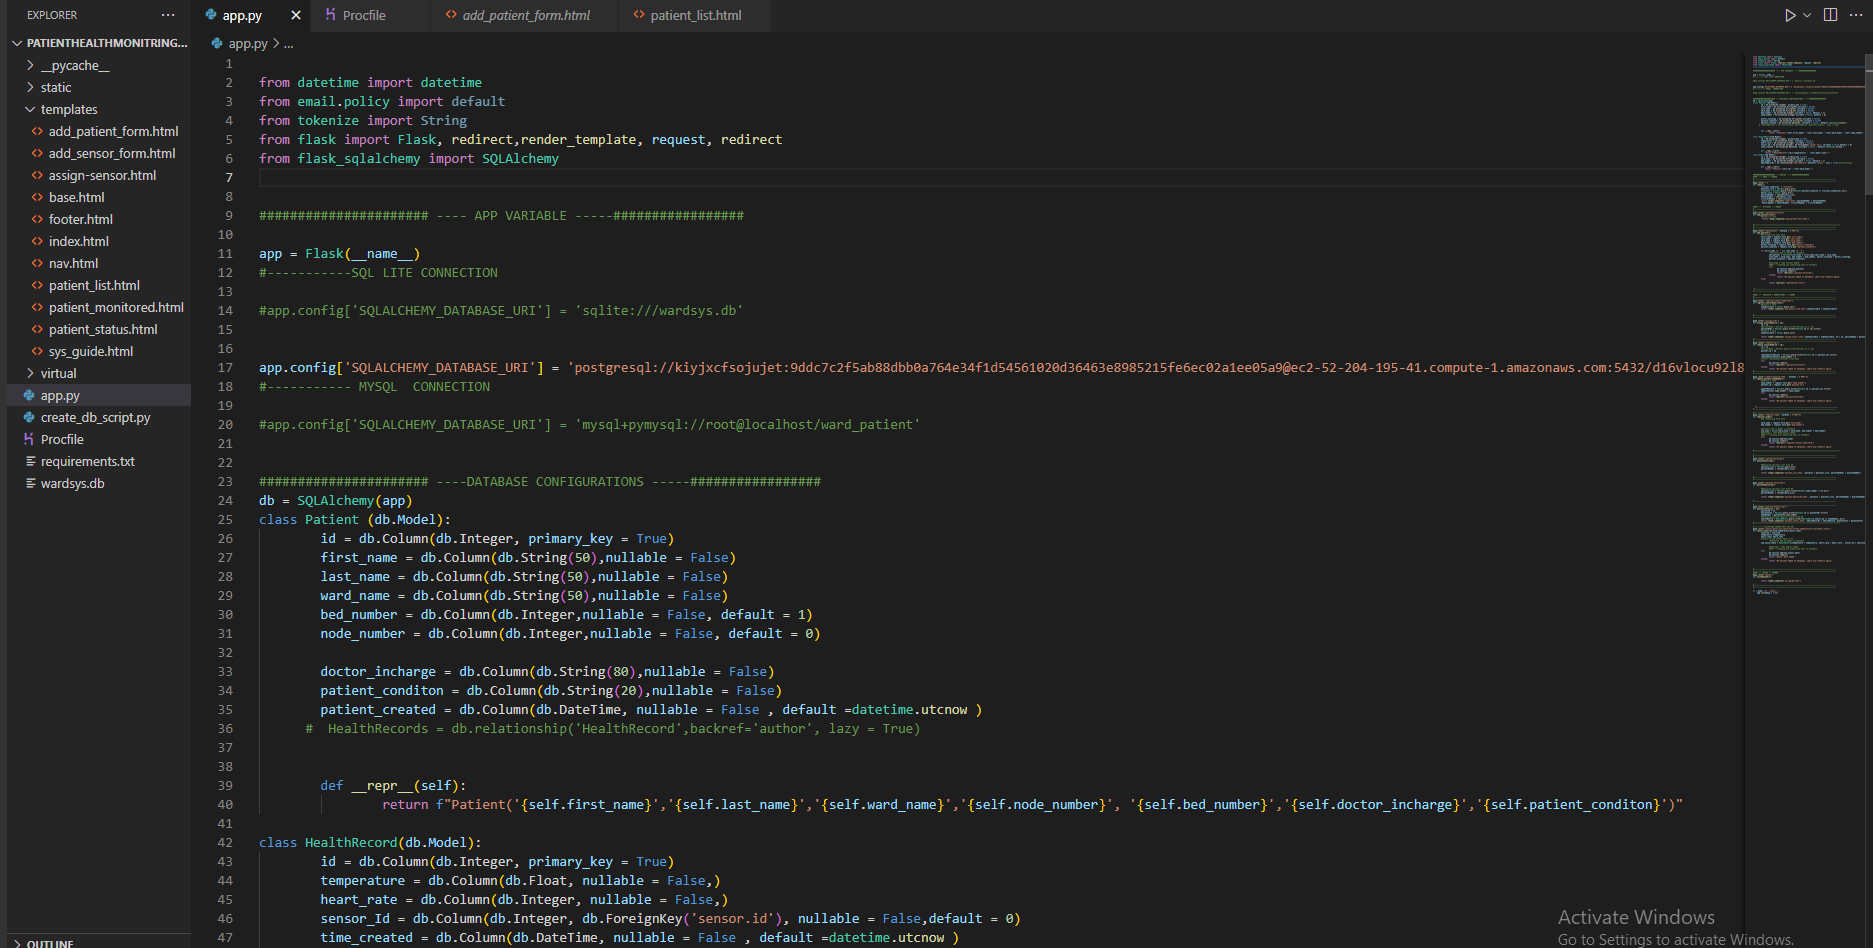 EXPLORER
PATIENTHEALTHMONITRING...
__pycache__
static
templates
add_patient_form.html
add_sensor_form.html
assign-sensor.html
base.html
footer.html
index.html
nav.html
patient_list.html
patient_monitored.html
patient_status.html
sys_guide.html
virtual
app.py
create_db_script.py
Procfile
requirements.txt
wardsys.db
OUTLINE
app.py Procfile add_patient_form.html patient_list.html
app.py > ...
1
2 from datetime import datetime
3 from email.policy import default
4 from tokenize import String
5 from flask import Flask, redirect,render_template, request, redirect
6 from flask_sqlalchemy import SQLAlchemy
7
8
9 ###################### ---- APP VARIABLE -----#################
10
11 app = Flask(__name__)
12 #-----------SQL LITE CONNECTION
13
14 #app.config['SQLALCHEMY_DATABASE_URI'] = 'sqlite:///wardsys.db'
15
16
17 app.config['SQLALCHEMY_DATABASE_URI'] = 'postgresql://kiyjxcfsojujet:9ddc7c2f5ab88dbb0a764e34f1d54561020d36463e8985215fe6ec02a1ee05a9@ec2-52-204-195-41.compute-1.amazonaws.com:5432/d16vlocu92l8
18 #----------- MYSQL  CONNECTION
19
20 #app.config['SQLALCHEMY_DATABASE_URI'] = 'mysql+pymysql://root@localhost/ward_patient'
21
22
23 ###################### ----DATABASE CONFIGURATIONS -----#################
24 db = SQLAlchemy(app)
25 class Patient (db.Model):
26 id = db.Column(db.Integer, primary_key = True)
27 first_name = db.Column(db.String(50),nullable = False)
28 last_name = db.Column(db.String(50),nullable = False)
29 ward_name = db.Column(db.String(50),nullable = False)
30 bed_number = db.Column(db.Integer,nullable = False, default = 1)
31 node_number = db.Column(db.Integer,nullable = False, default = 0)
32
33 doctor_incharge = db.Column(db.String(80),nullable = False)
34 patient_conditon = db.Column(db.String(20),nullable = False)
35 patient_created = db.Column(db.DateTime, nullable = False , default =datetime.utcnow )
36 #  HealthRecords = db.relationship('HealthRecord',backref='author', lazy = True)
37
38
39 def __repr__(self):
40 return f"Patient('{self.first_name}','{self.last_name}','{self.ward_name}','{self.node_number}', '{self.bed_number}','{self.doctor_incharge}','{self.patient_conditon}')"
41
42 class HealthRecord(db.Model):
43 id = db.Column(db.Integer, primary_key = True)
44 temperature = db.Column(db.Float, nullable = False,)
45 heart_rate = db.Column(db.Integer, nullable = False,)
46 sensor_Id = db.Column(db.Integer, db.ForeignKey('sensor.id'), nullable = False,default = 0)
47 time_created = db.Column(db.DateTime, nullable = False , default =datetime.utcnow )
Activate Windows
Go to Settings to activate Windows.